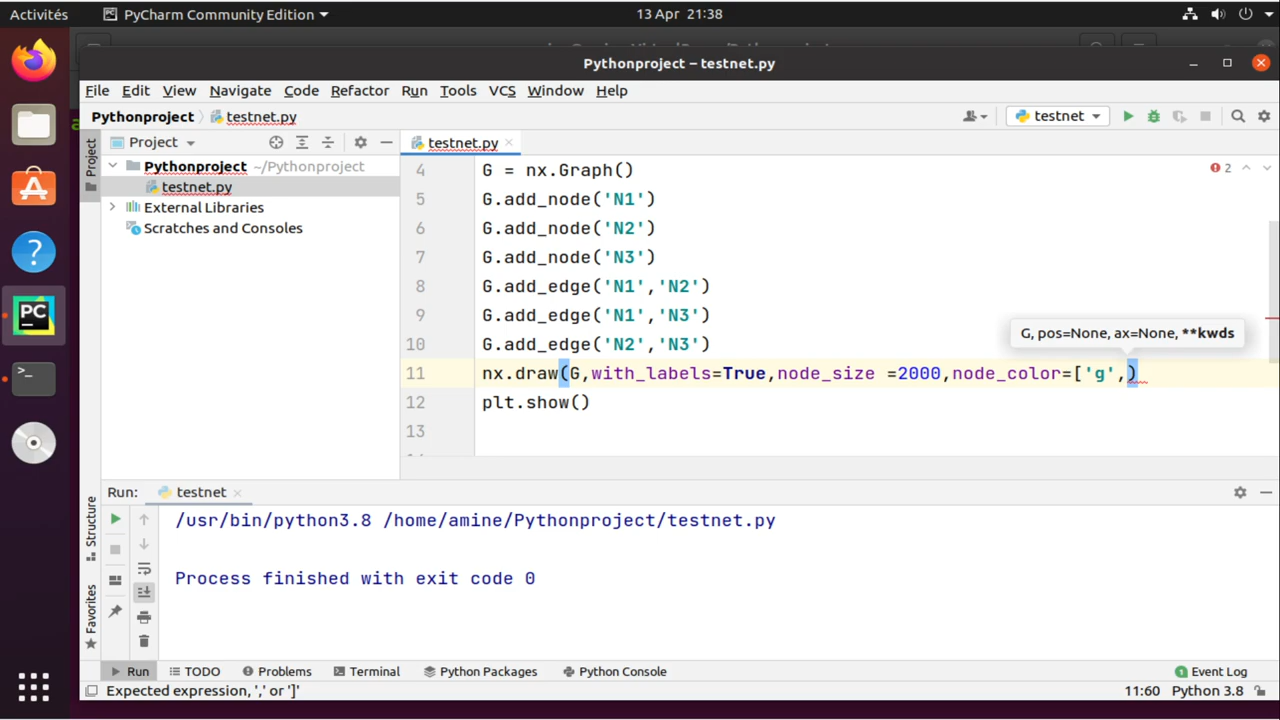 Activités
PyCharm Community Edition
13 Apr 21:38
Pythonproject – testnet.py
File Edit View Navigate Code Refactor Run Tools VCS Window Help
Pythonproject testnet.py
testnet
Project
Project
testnet.py
Pythonproject ~/Pythonproject
testnet.py
External Libraries
Scratches and Consoles
2
4 G = nx.Graph()
5 G.add_node('N1')
6 G.add_node('N2')
7 G.add_node('N3')
8 G.add_edge('N1','N2')
9 G.add_edge('N1','N3')
G, pos=None, ax=None, **kwds
10 G.add_edge('N2','N3')
11 nx.draw(G,with_labels=True,node_size =2000,node_color=['g',)
12 plt.show()
13
Run: testnet
/usr/bin/python3.8 /home/amine/Pythonproject/testnet.py
Process finished with exit code 0
Structure
Favorites
Run TODO Problems Terminal Python Packages Python Console 1 Event Log
Expected expression, ',' or ']'
11:60 Python 3.8
PC